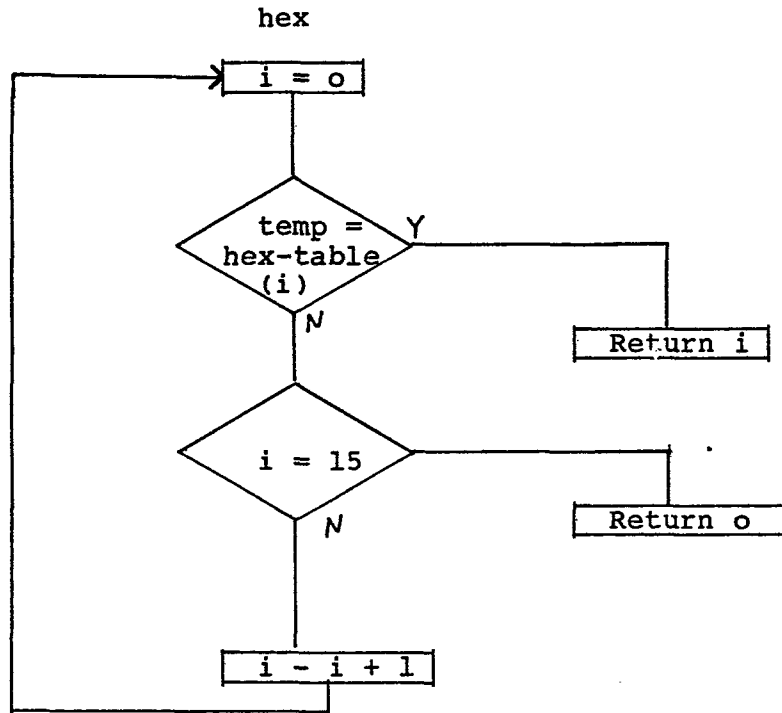 hex
i = o
temp =
hex-table
(i)
Y
N
Return i
i = 15
N
Return o
i - i + 1